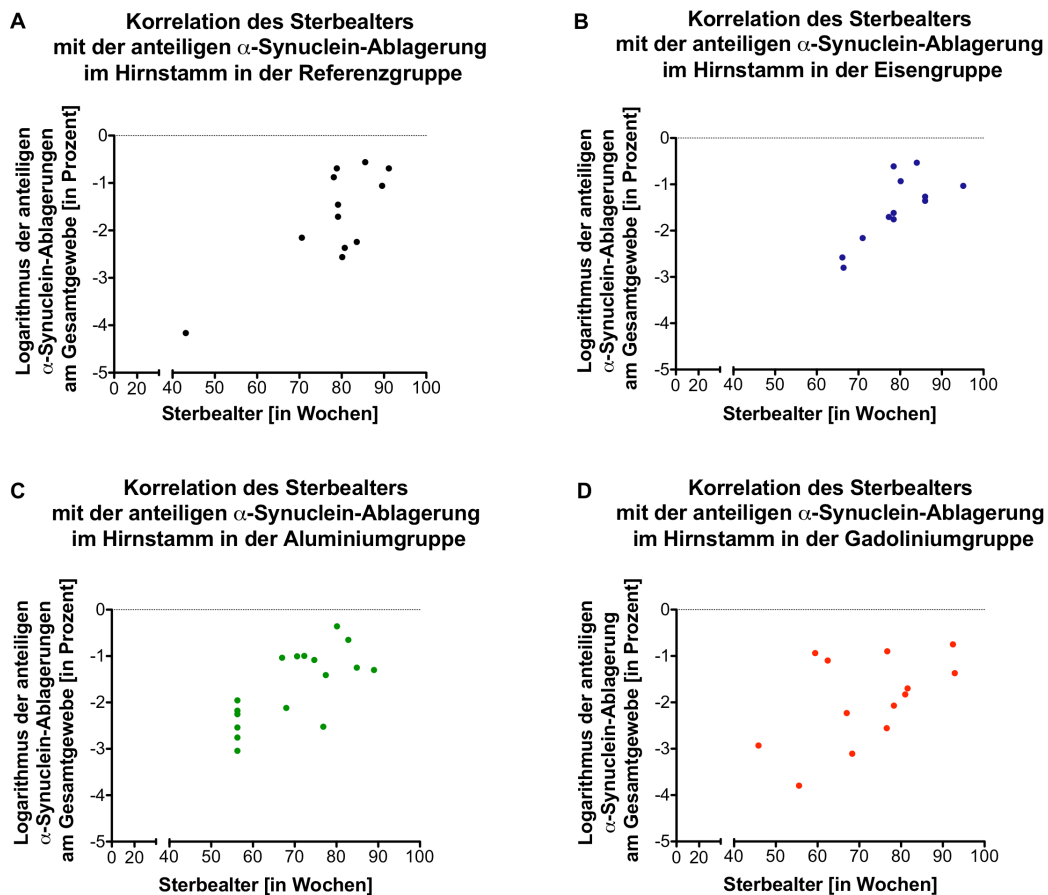 A
Korrelation des Sterbealters
mit der anteiligen α-Synuclein-Ablagerung
im Hirnstamm in der Referenzgruppe
Logarithmus der anteiligen
α-Synuclein-Ablagerungen
am Gesamtgewebe [in Prozent]
0
-1
-2
-3
-4
-5
0 20 40 50 60 70 80 90 100
Sterbealter [in Wochen]
B
Korrelation des Sterbealters
mit der anteiligen α-Synuclein-Ablagerung
im Hirnstamm in der Eisengruppe
Logarithmus der anteiligen
α-Synuclein-Ablagerungen
am Gesamtgewebe [in Prozent]
0
-1
-2
-3
-4
-5
0 20 40 50 60 70 80 90 100
Sterbealter [in Wochen]
C
Korrelation des Sterbealters
mit der anteiligen α-Synuclein-Ablagerung
im Hirnstamm in der Aluminiumgruppe
Logarithmus der anteiligen
α-Synuclein-Ablagerungen
am Gesamtgewebe [in Prozent]
0
-1
-2
-3
-4
-5
0 20 40 50 60 70 80 90 100
Sterbealter [in Wochen]
D
Korrelation des Sterbealters
mit der anteiligen α-Synuclein-Ablagerung
im Hirnstamm in der Gadoliniumgruppe
Logarithmus der anteiligen
α-Synuclein-Ablagerung
am Gesamtgewebe [in Prozent]
0
-1
-2
-3
-4
-5
0 20 40 50 60 70 80 90 100
Sterbealter [in Wochen]